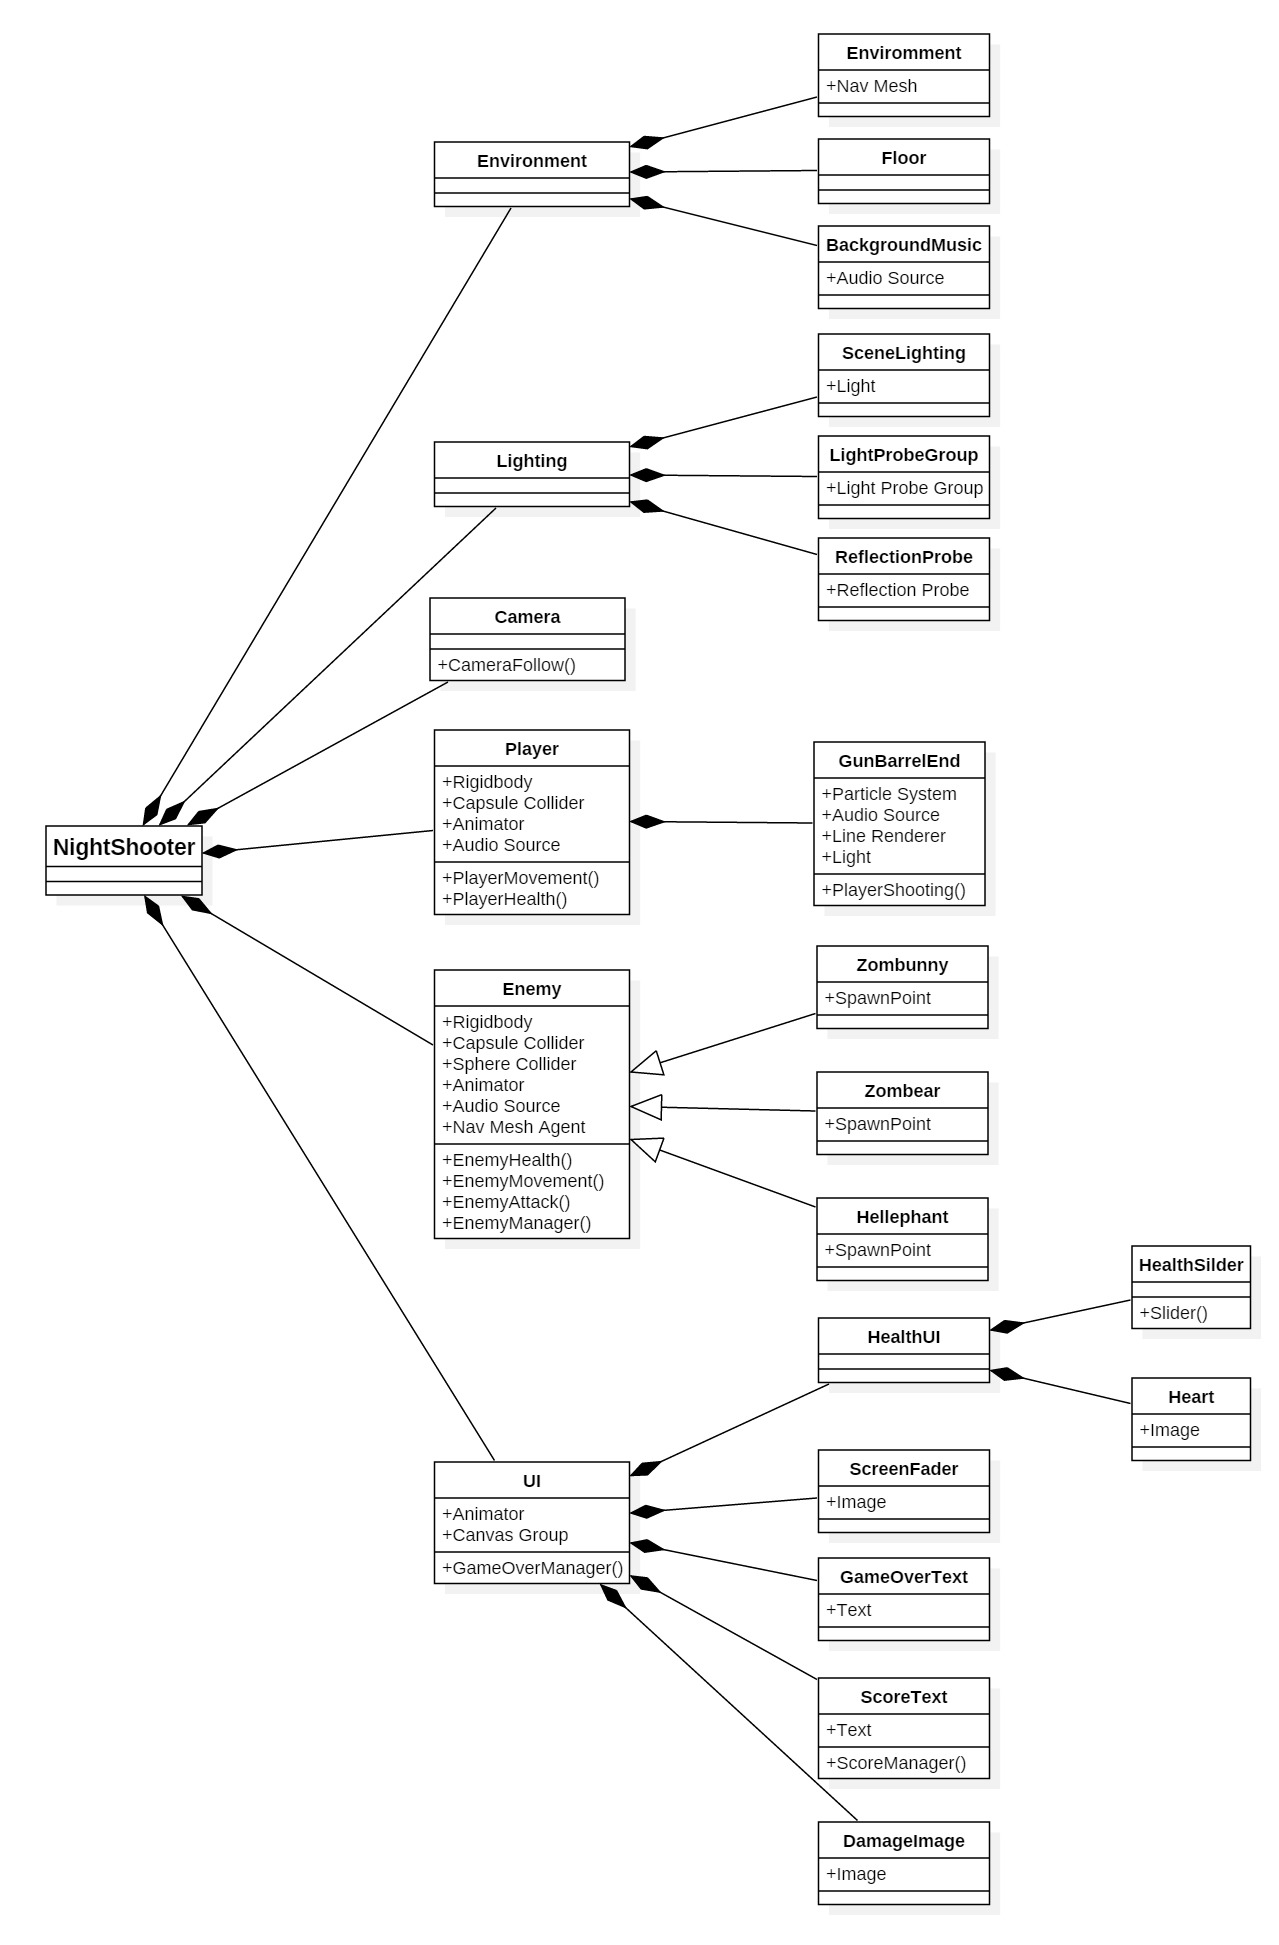 Enviromment
+Nav Mesh
Environment
Floor
BackgroundMusic
+Audio Source
SceneLighting
+Light
Lighting
LightProbeGroup
+Light Probe Group
ReflectionProbe
+Reflection Probe
Camera
+CameraFollow()
NightShooter
Player
+Rigidbody
+Capsule Collider
+Animator
+Audio Source
+PlayerMovement()
+PlayerHealth()
GunBarrelEnd
+Particle System
+Audio Source
+Line Renderer
+Light
+PlayerShooting()
Enemy
+Rigidbody
+Capsule Collider
+Sphere Collider
+Animator
+Audio Source
+Nav Mesh Agent
+EnemyHealth()
+EnemyMovement()
+EnemyAttack()
+EnemyManager()
Zombunny
+SpawnPoint
Zombear
+SpawnPoint
Hellephant
+SpawnPoint
HealthUI
HealthSilder
+Slider()
Heart
+Image
UI
+Animator
+Canvas Group
+GameOverManager()
ScreenFader
+Image
GameOverText
+Text
ScoreText
+Text
+ScoreManager()
DamageImage
+Image